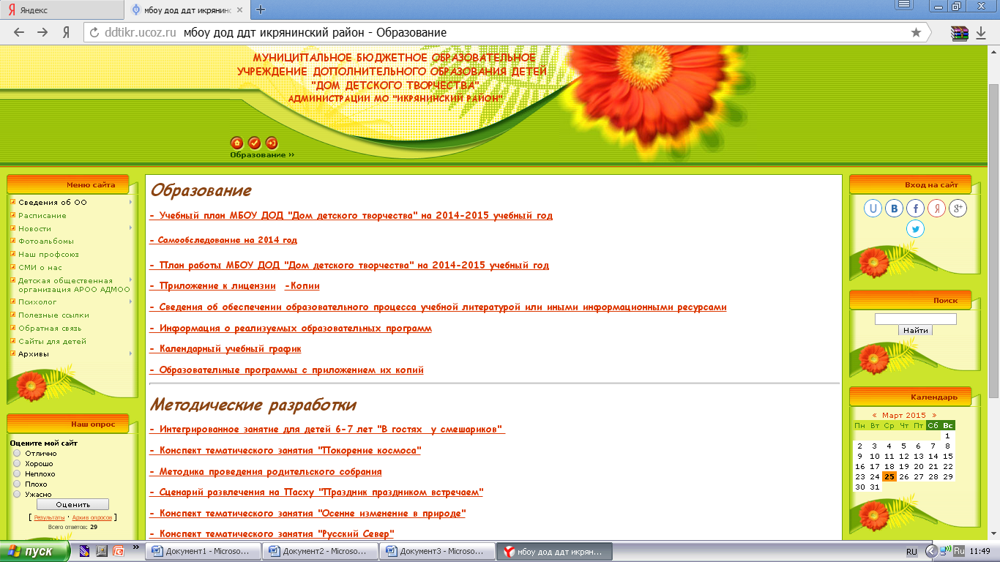 Яндекс
мбоу дод ддт икрянинс
ddtikr.ucoz.ru мбоу дод ддт икрянинский район - Образование
МУНИЦИПАЛЬНОЕ БЮДЖЕТНОЕ ОБРАЗОВАТЕЛЬНОЕ
УЧРЕЖДЕНИЕ ДОПОЛНИТЕЛЬНОГО ОБРАЗОВАНИЯ ДЕТЕЙ
"ДОМ ДЕТСКОГО ТВОРЧЕСТВА"
АДМИНИСТРАЦИИ МО "ИКРЯНИНСКИЙ РАЙОН"
Образование »
Меню сайта
Сведения об ОО
Расписание
Новости
Фотоальбомы
Наш профсоюз
СМИ о нас
Детская общественная
организация АРОО АДМОО
Психолог
Полезные ссылки
Обратная связь
Сайты для детей
Архивы
Наш опрос
Оцените мой сайт
Отлично
Хорошо
Неплохо
Плохо
Ужасно
Оценить
[ Результаты · Архив опросов ]
Всего ответов: 29
Образование
- Учебный план МБОУ ДОД "Дом детского творчества" на 2014-2015 учебный год
- Самообследование на 2014 год
- План работы МБОУ ДОД "Дом детского творчества" на 2014-2015 учебный год
- Приложение к лицензии -Копии
- Сведения об обеспечении образовательного процесса учебной литературой или иными информационными ресурсами
- Информация о реализуемых образовательных программ
- Календарный учебный график
- Образовательные программы с приложением их копий
Методические разработки
- Интегрированное занятие для детей 6-7 лет "В гостях у смешариков"
- Конспект тематического занятия "Покорение космоса"
- Методика проведения родительского собрания
- Сценарий развлечения на Пасху "Праздник праздником встречаем"
- Конспект тематического занятия "Осенне изменение в природе"
- Конспект тематического занятия "Русский Север"
Вход на сайт
Поиск
Найти
Календарь
« Март 2015 »
Пн Вт Ср Чт Пт Сб Вс
1
2 3 4 5 6 7 8
9 10 11 12 13 14 15
16 17 18 19 20 21 22
23 24 25 26 27 28 29
30 31
пуск
Документ1 - Microso...
Документ2 - Microso...
Документ3 - Microso...
мбоу дод ддт икрян...
RU
Ru
11:49